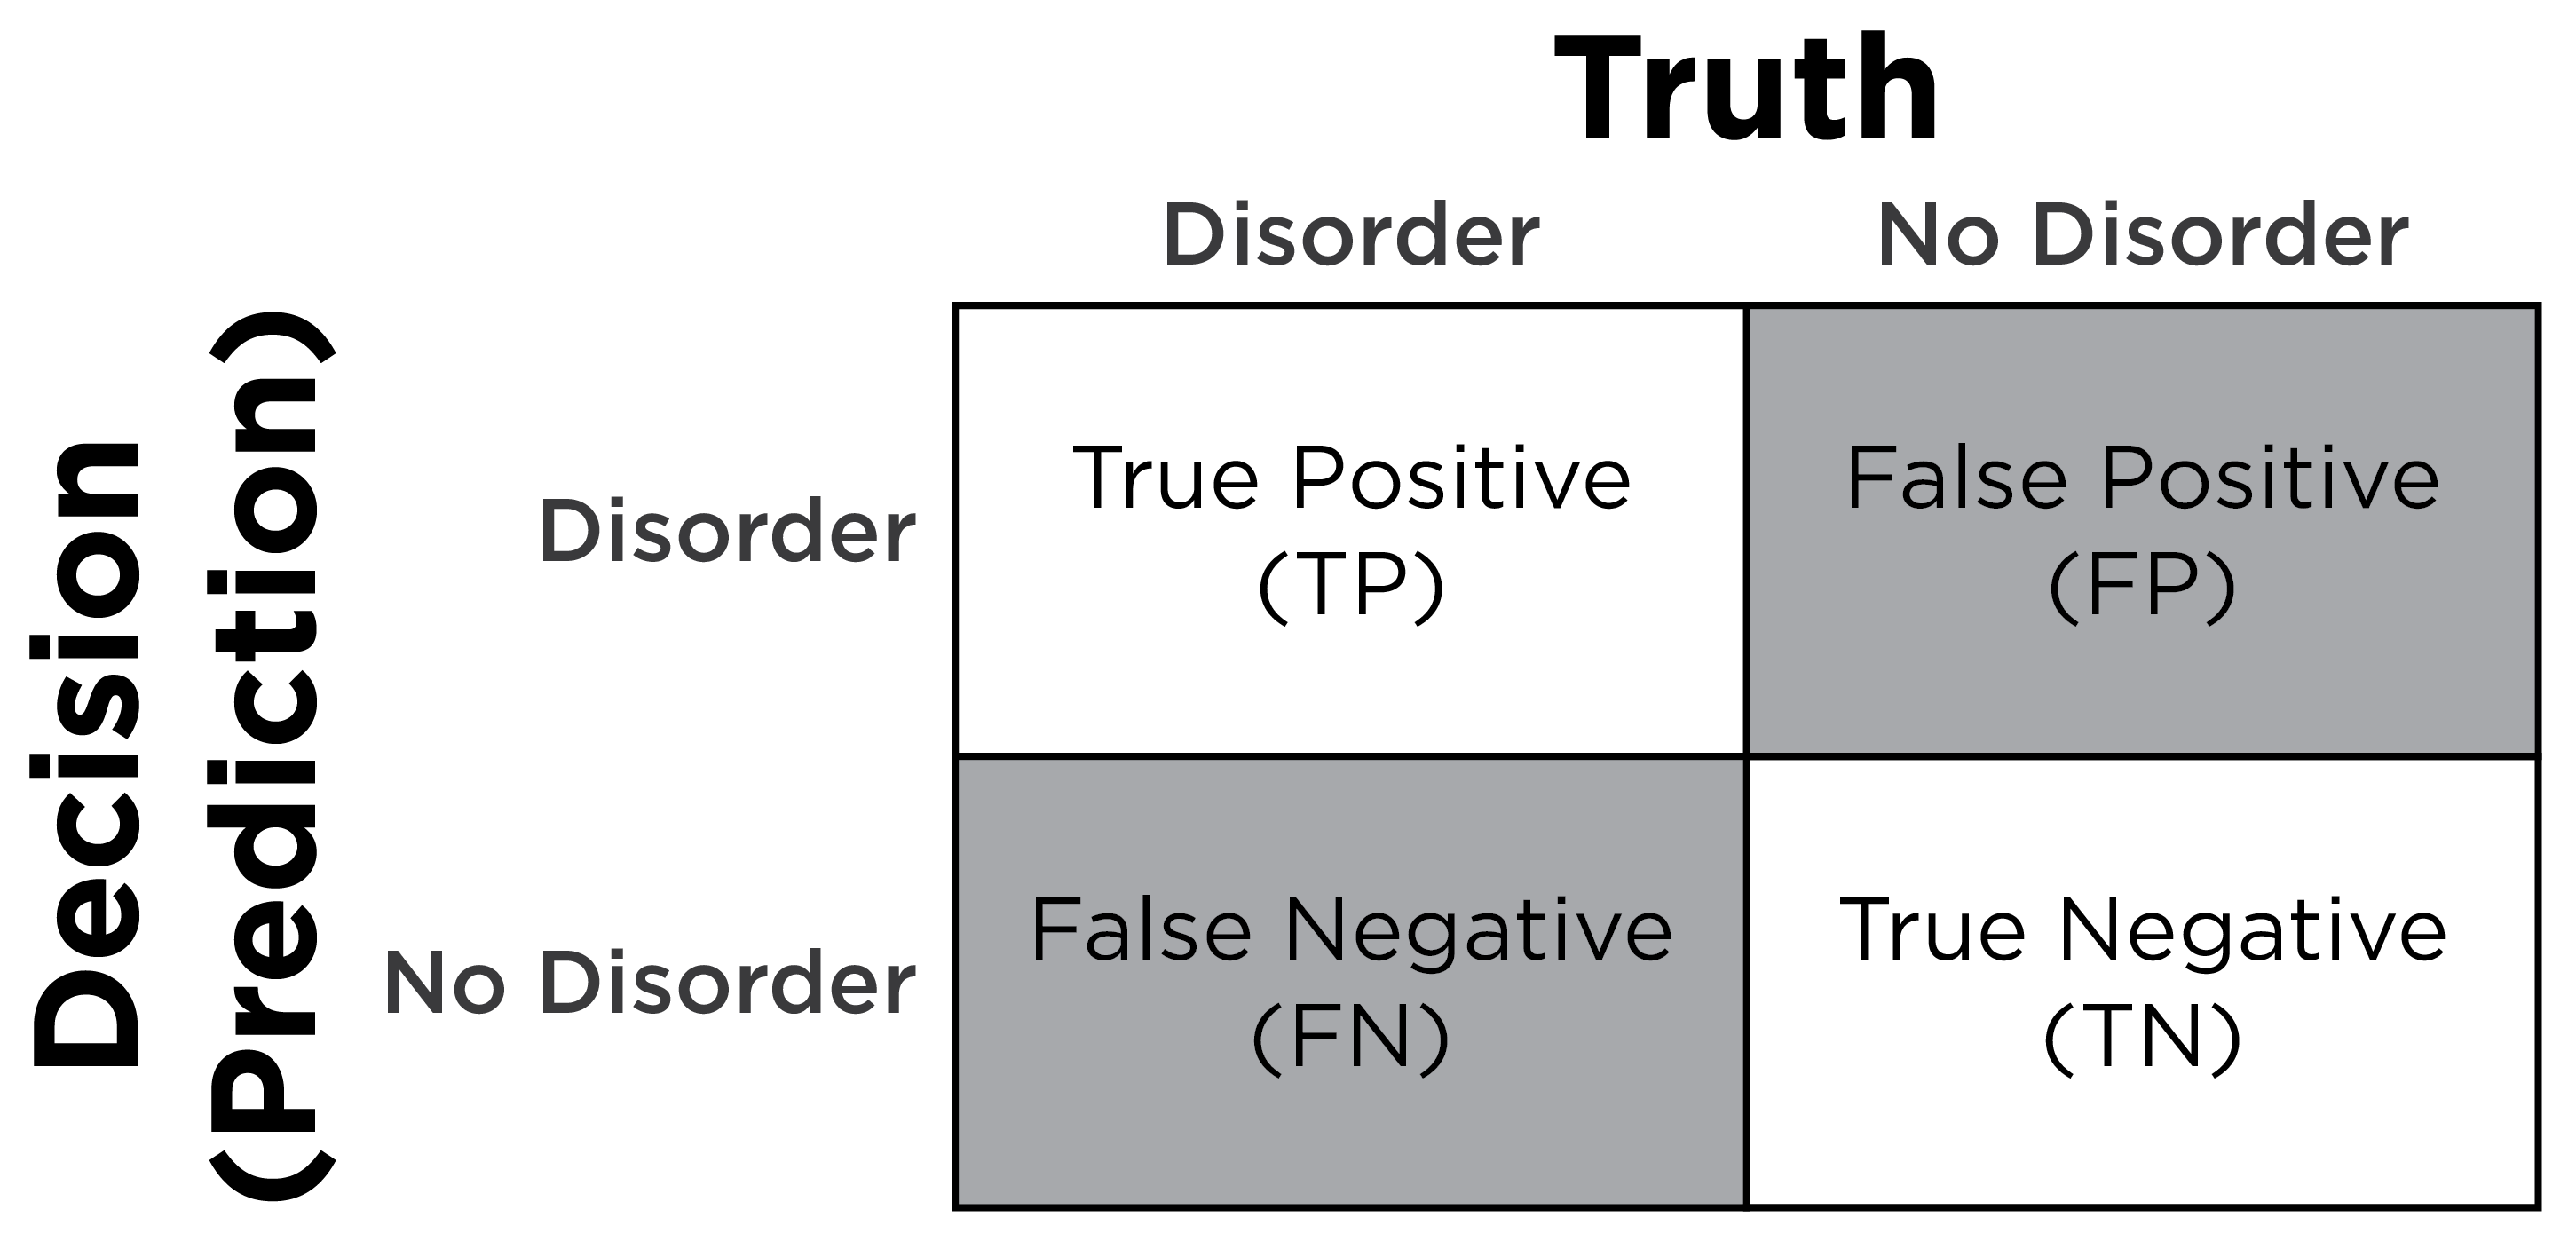 Truth
Disorder
No Disorder
Decision
(Prediction)
Disorder
True Positive
(TP)
False Positive
(FP)
No Disorder
False Negative
(FN)
True Negative
(TN)